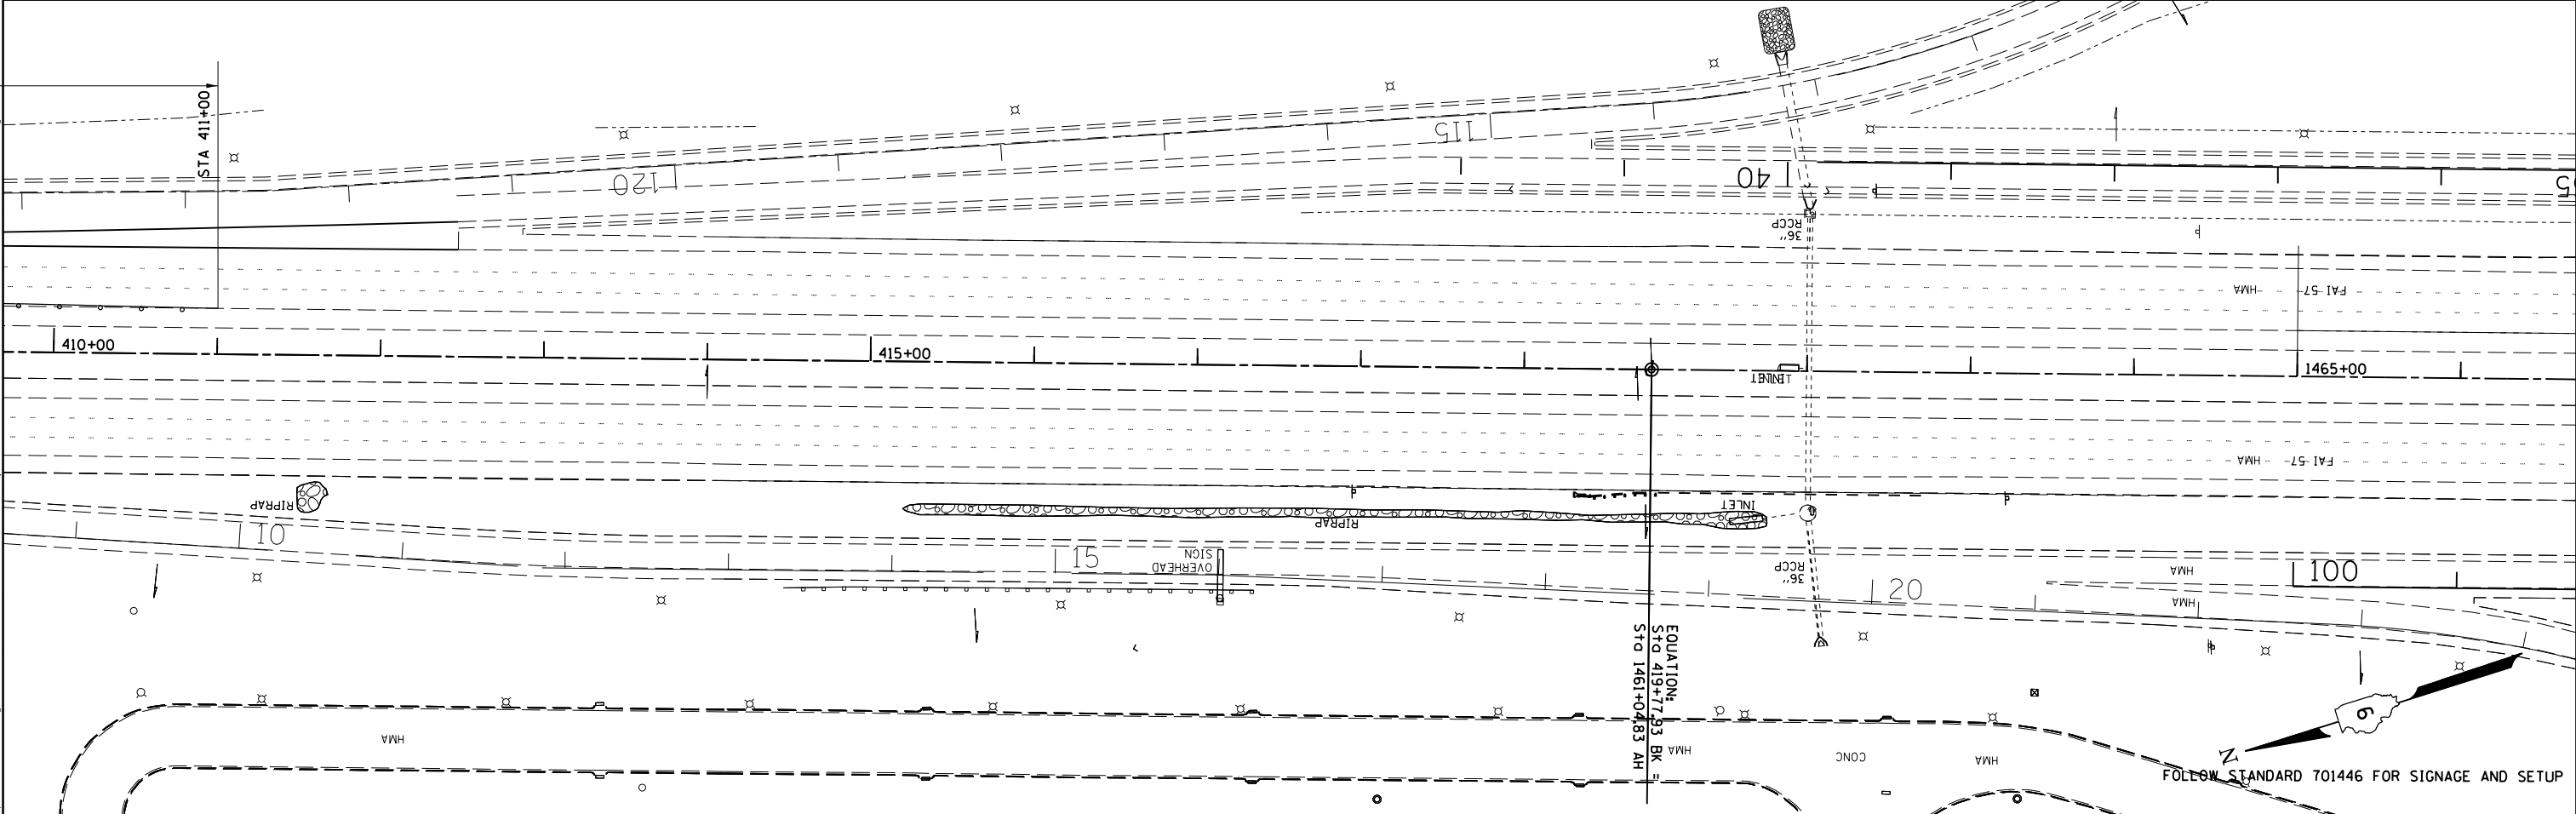 STA 411+00
120
115
40
36" 
RCCP
HMA
FAI 57
410+00
415+00
INLET
1465+00
HMA
FAI 57
RIPRAP
10
RIPRAP
INLET
15
OVERHEAD
SIGN
36"
RCCP
20
HMA
HMA
100
EQUATION:
Sta 419+77.93 BK =
Sta 1461+04.83 AH
HMA
HMA
CONC
HMA
6
N
FOLLOW STANDARD 701446 FOR SIGNAGE AND SETUP